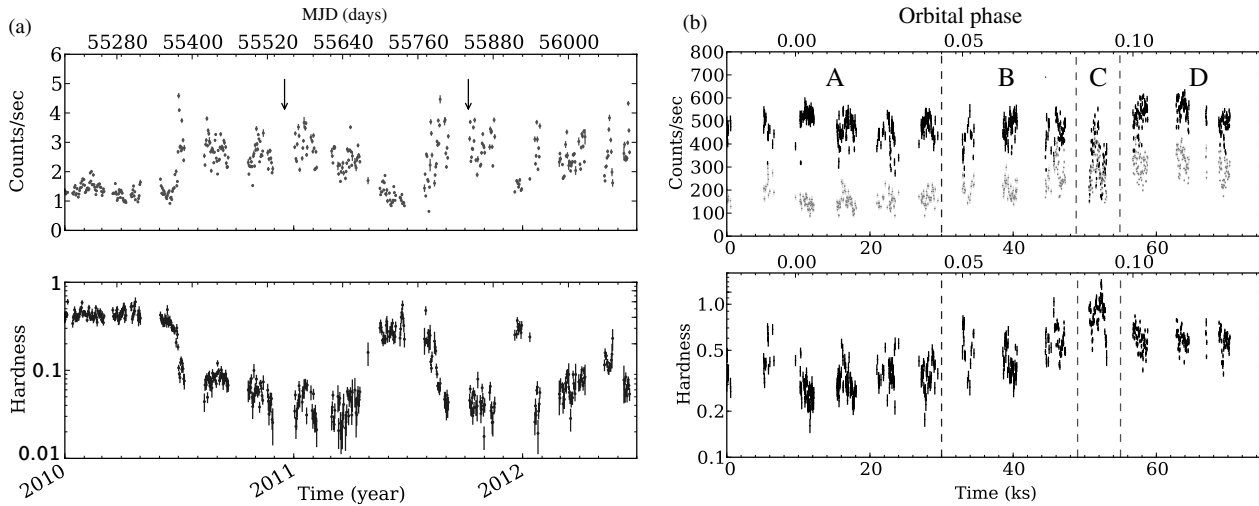 (a)
MJD (days)
55280 55400 55520 55640 55760 55880 56000
Counts/sec
6
5
4
3
2
1
0
Hardness
1
0.1
0.01
2010 2011 2012
Time (year)
(b)
Orbital phase
0.00 0.05 0.10
Counts/sec
800
700
600
500
400
300
200
100
0
A B C D
0 20 40 60
0.00 0.05 0.10
Hardness
1.0
0.5
0.2
0.1
0 20 40 60
Time (ks)